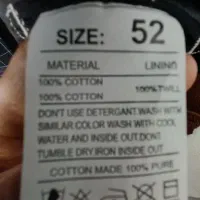 SIZE: 52
MATERIAL LINING
100% COTTON 100%TWILL
100% COTTON
DON'T USE DETERGANT.WASH WITH
SIMILAR COLOR WASH WITH COOL
WATER AND INSIDE OUT.DONT
TUMBLE DRY.IRON INSIDE OUT
COTTON MADE 100% PURE